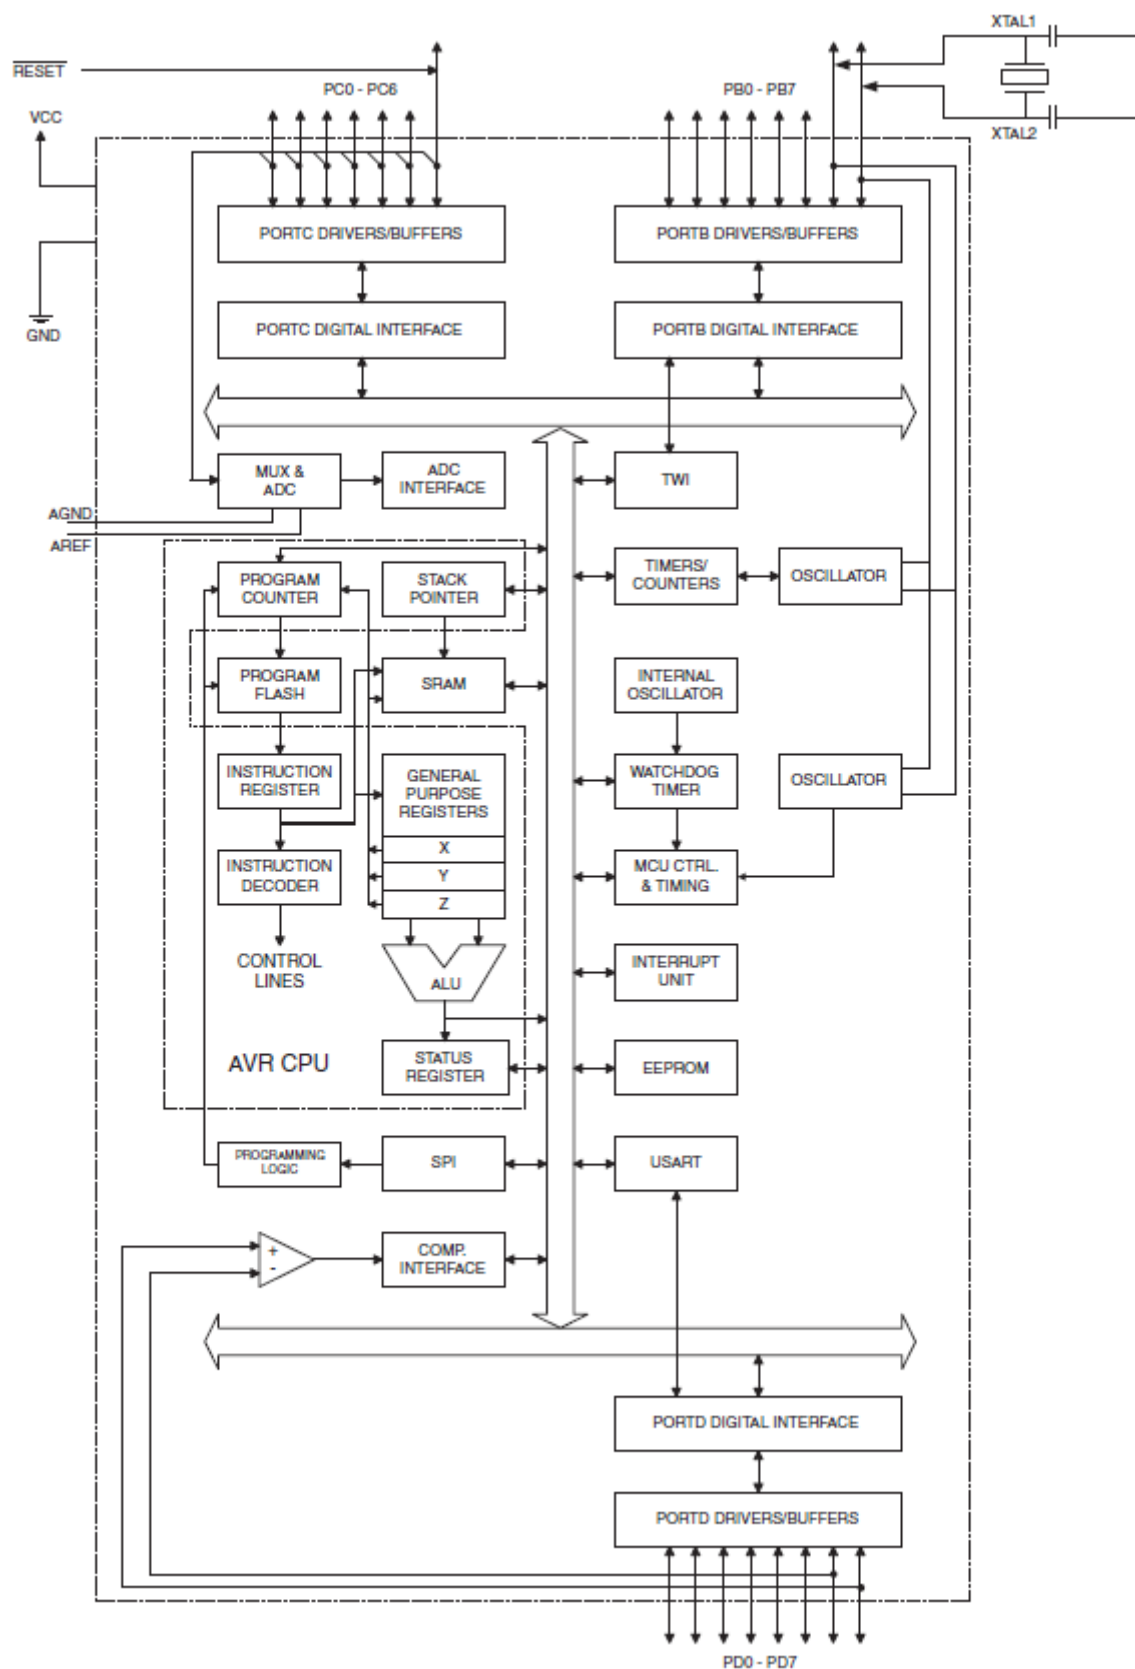 XTAL1
RESET
PC0 - PC6
PB0 - PB7
VCC
XTAL2
PORTC DRIVERS/BUFFERS
PORTB DRIVERS/BUFFERS
GND
PORTC DIGITAL INTERFACE
PORTB DIGITAL INTERFACE
MUX &
ADC
ADC
INTERFACE
TWI
AGND
AREF
PROGRAM
COUNTER
STACK
POINTER
TIMERS/
COUNTERS
OSCILLATOR
PROGRAM
FLASH
SRAM
INTERNAL
OSCILLATOR
INSTRUCTION
REGISTER
GENERAL
PURPOSE
REGISTERS
WATCHDOG
TIMER
OSCILLATOR
X
INSTRUCTION
DECODER
Y
MCU CTRL.
& TIMING
Z
CONTROL
LINES
ALU
INTERRUPT
UNIT
AVR CPU
STATUS
REGISTER
EEPROM
PROGRAMMING
LOGIC
SPI
USART
+
-
COMP.
INTERFACE
PORTD DIGITAL INTERFACE
PORTD DRIVERS/BUFFERS
PD0 - PD7